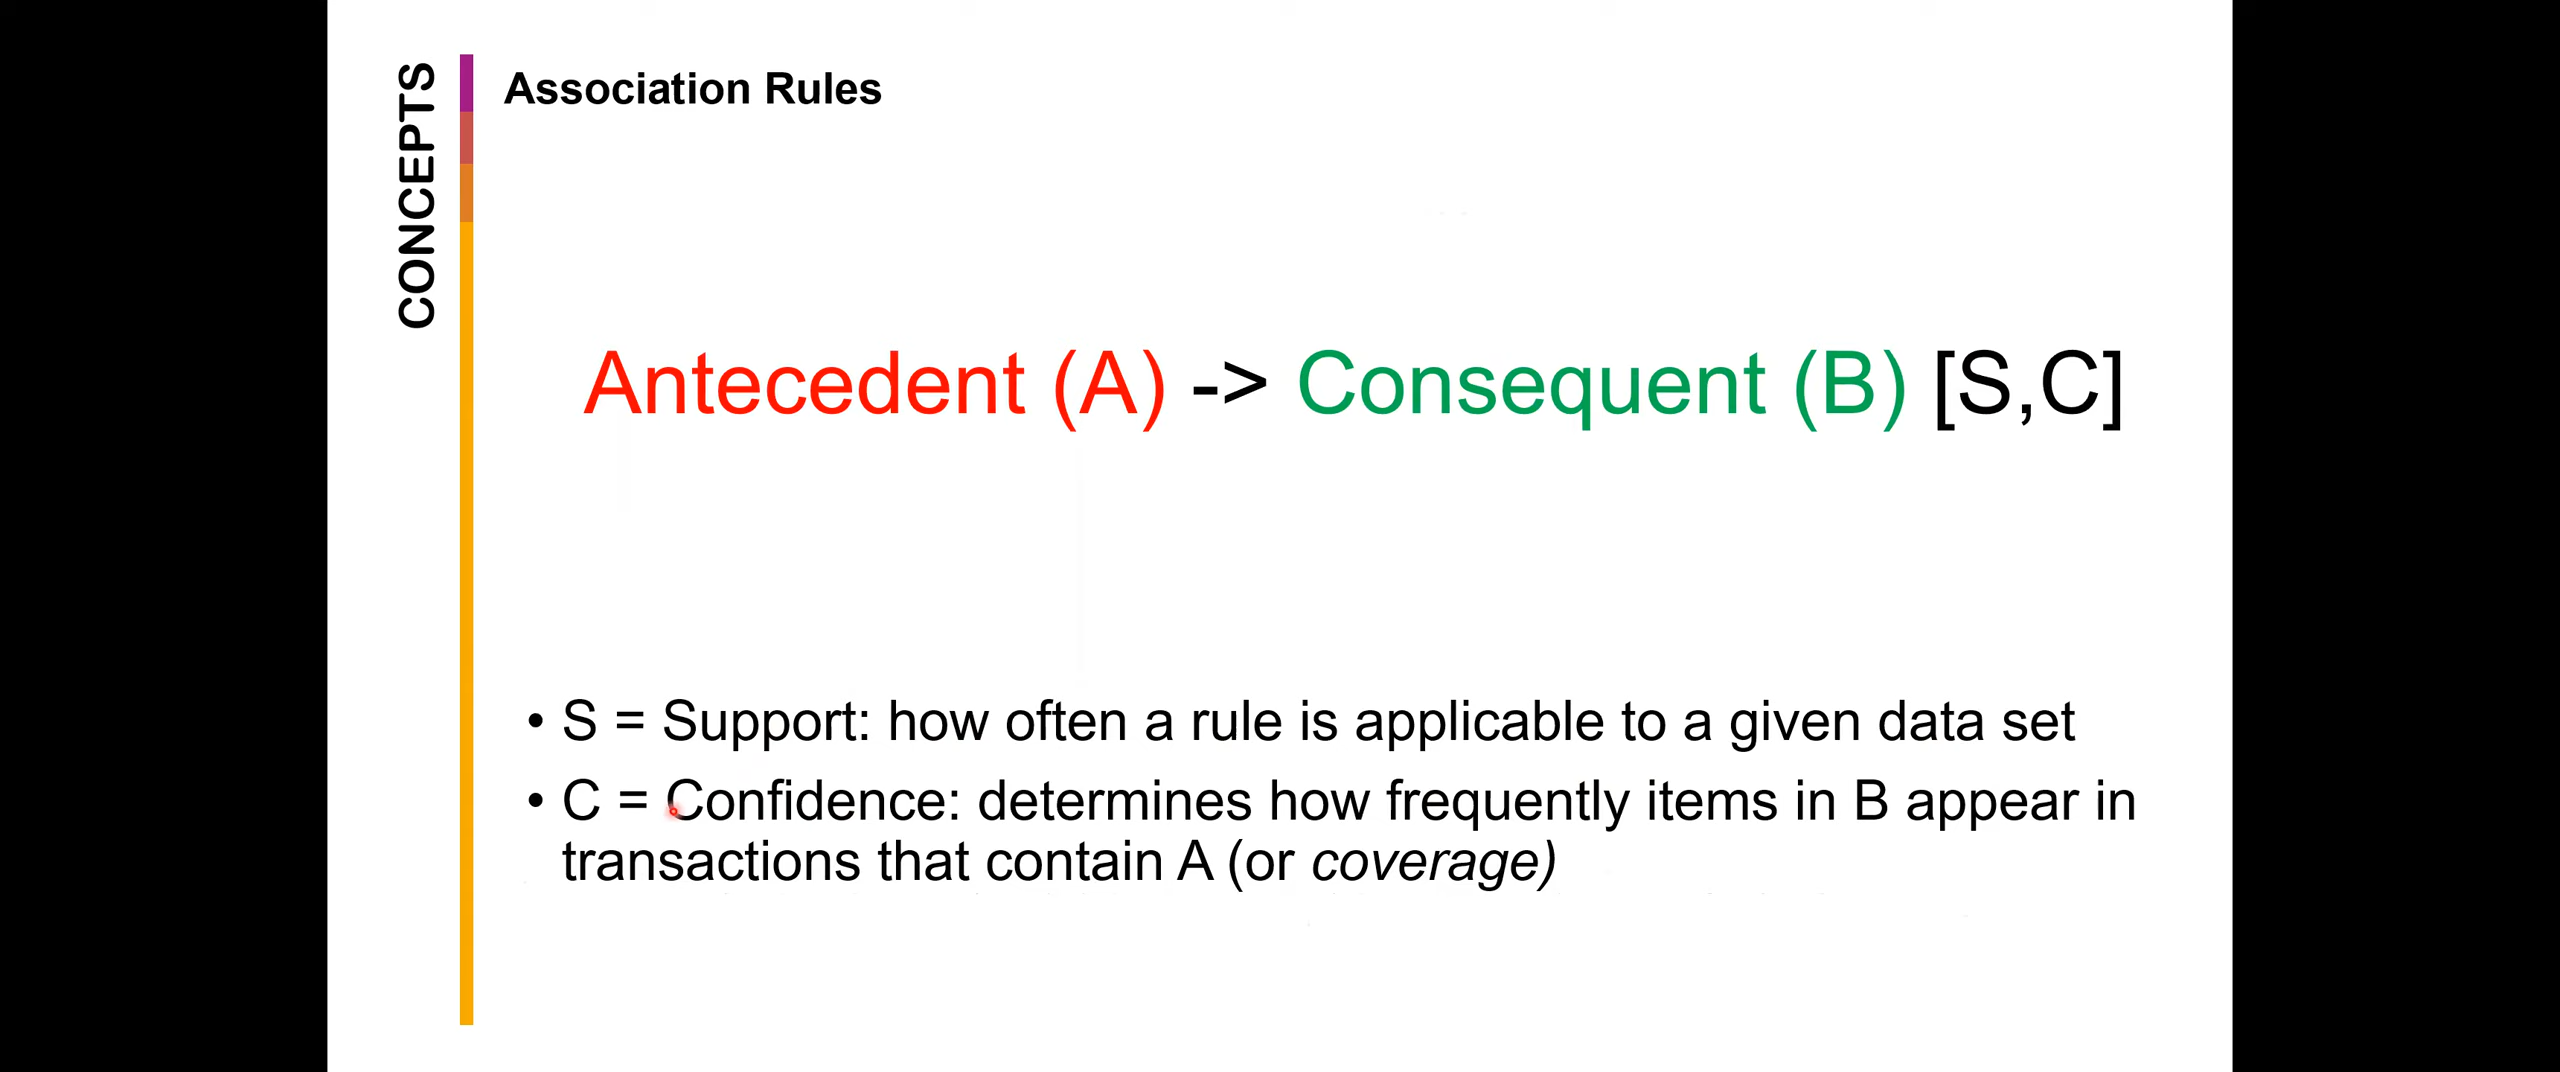 CONCEPTS
Association Rules
Antecedent (A) -> Consequent (B) [S,C]
• S = Support: how often a rule is applicable to a given data set
• C = Confidence: determines how frequently items in B appear in
transactions that contain A (or coverage)